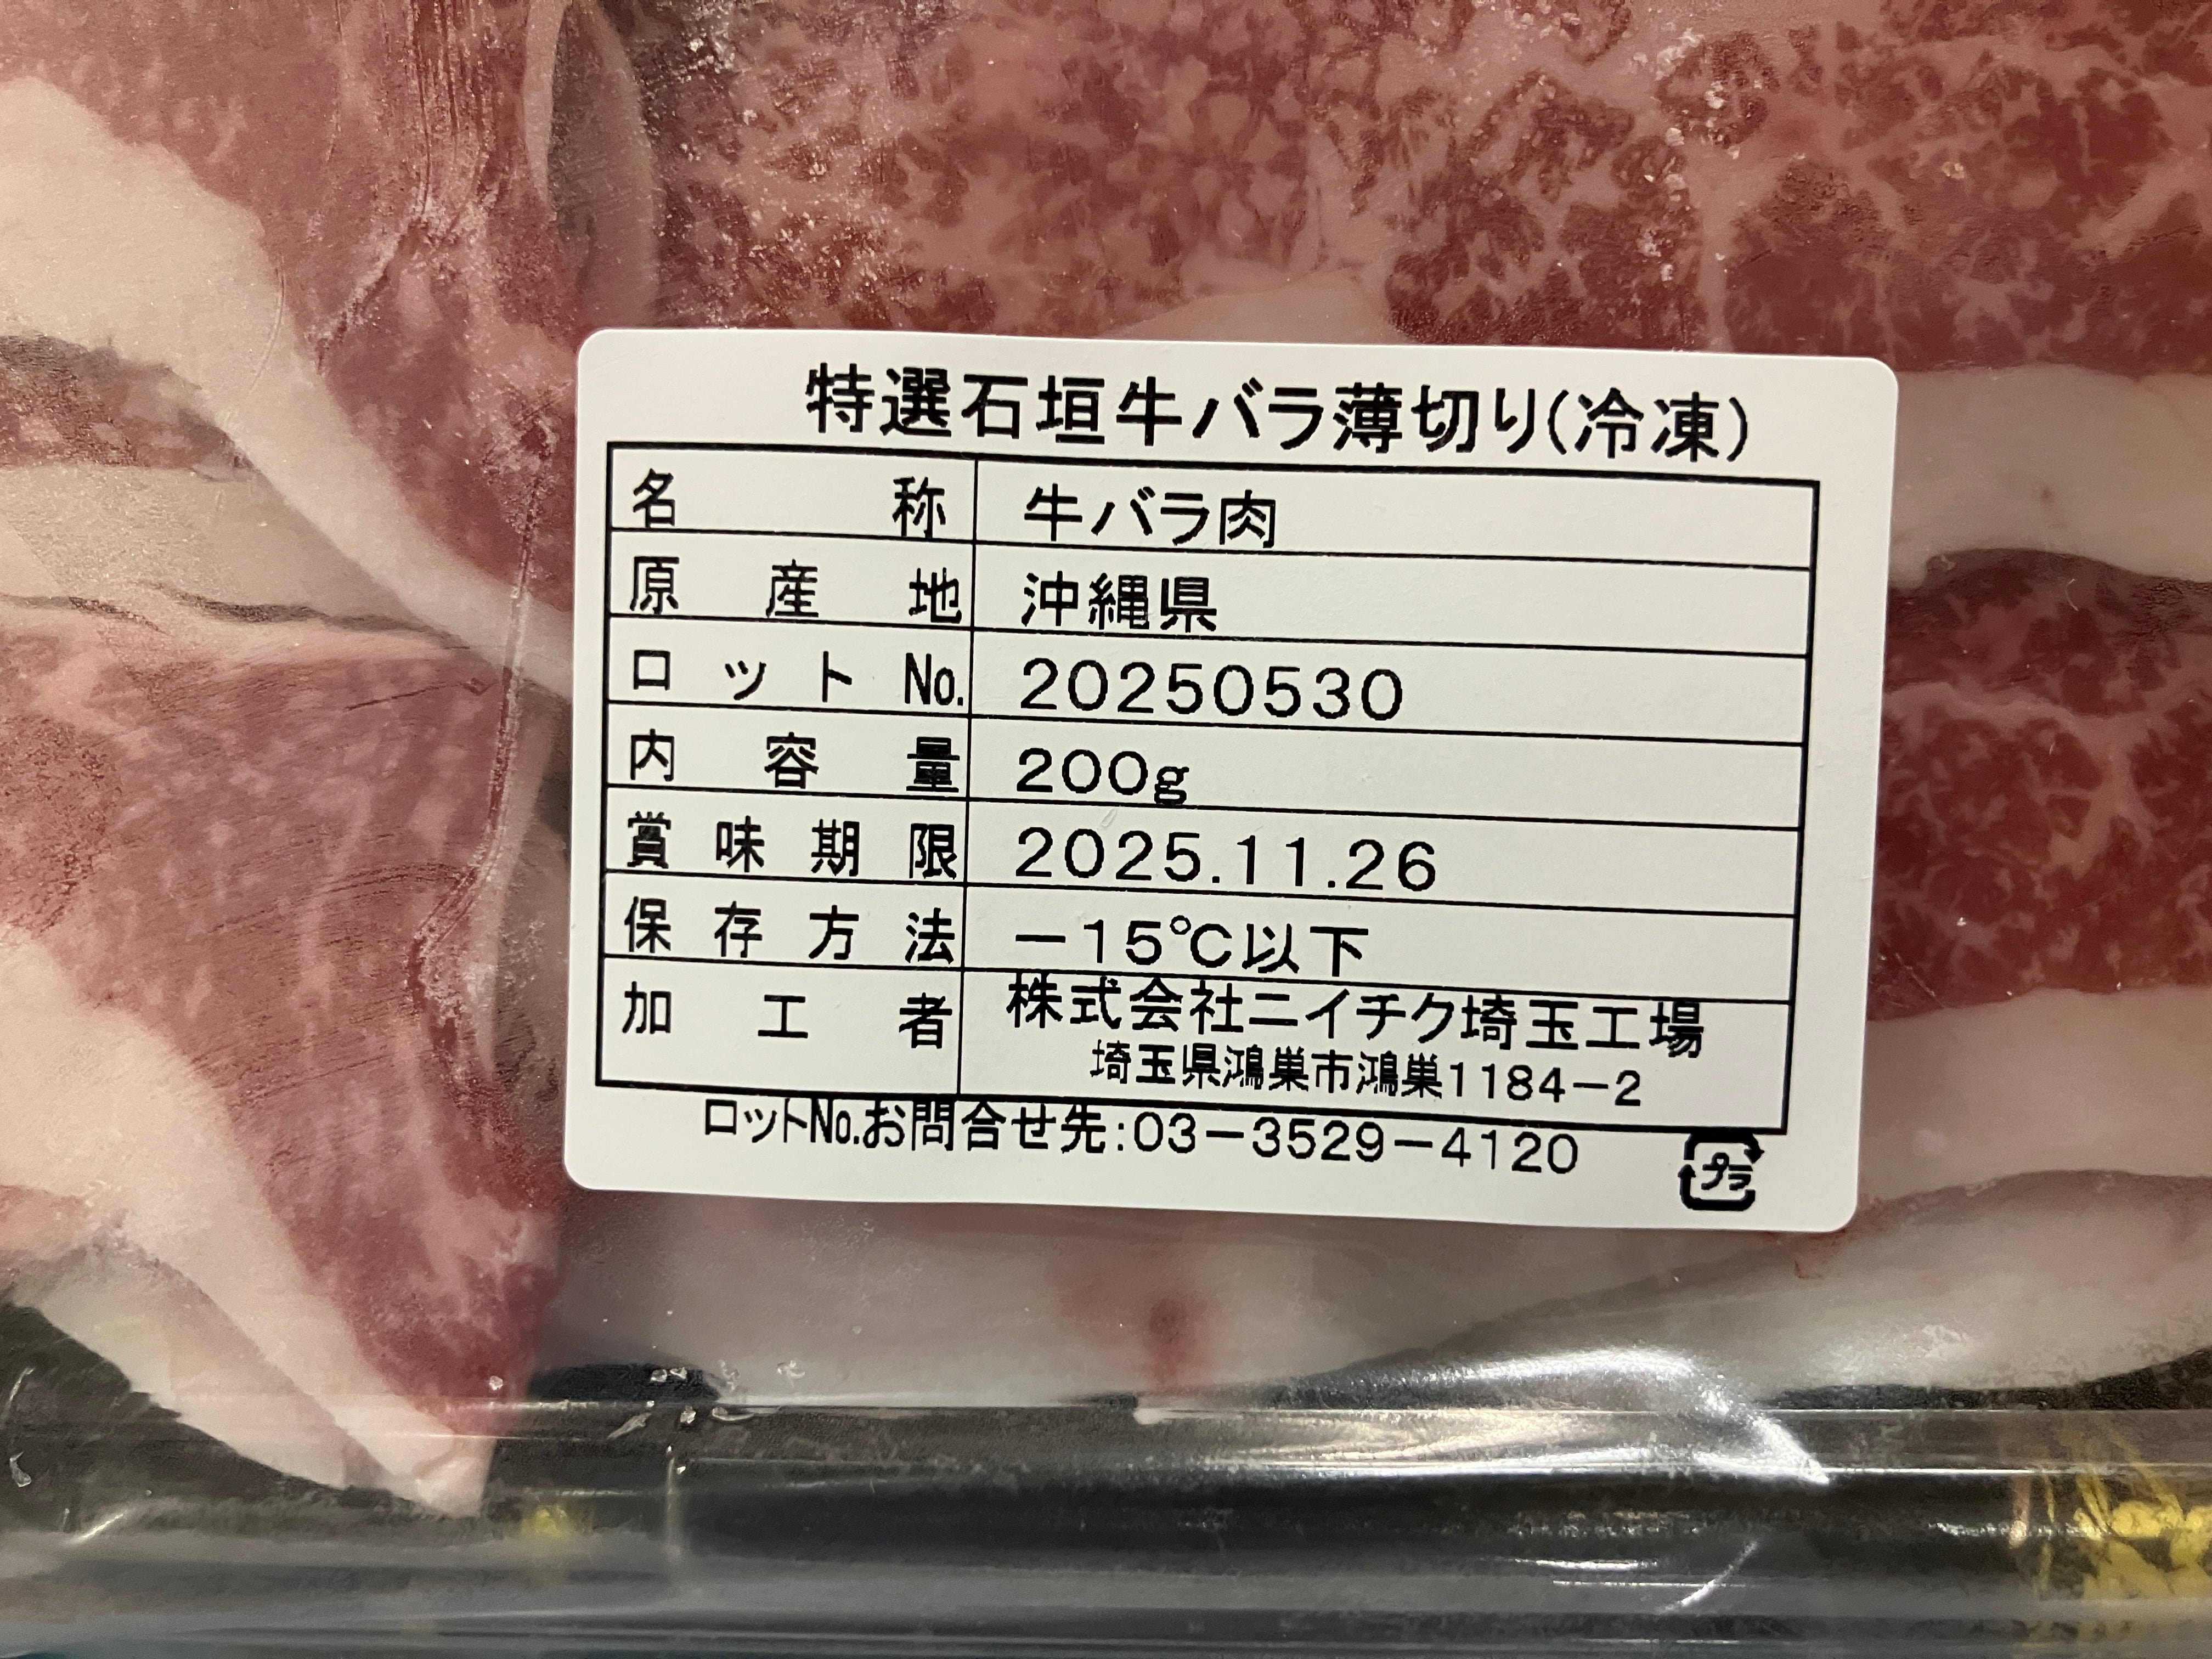 特選石垣牛バラ薄切り(冷凍)
名称 牛バラ肉
原産地 沖縄県
ロットNo. 20250530
内容量 200g
賞味期限 2025.11.26
保存方法 －15℃以下
加工者 株式会社ニイチク埼玉工場
埼玉県鴻巣市鴻巣1184－2
ロットNo.お問合せ先:03－3529－4120
プラ